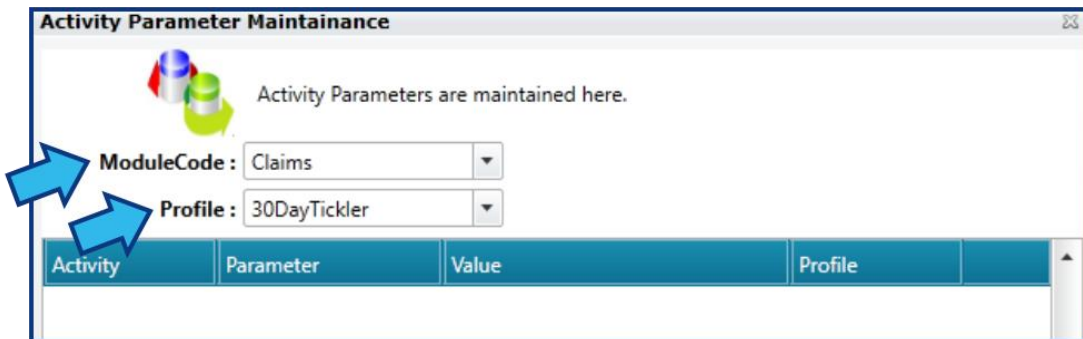 Activity Parameter Maintainance
Activity Parameters are maintained here.
ModuleCode : Claims
Profile : 30DayTickler
Activity Parameter Value Profile